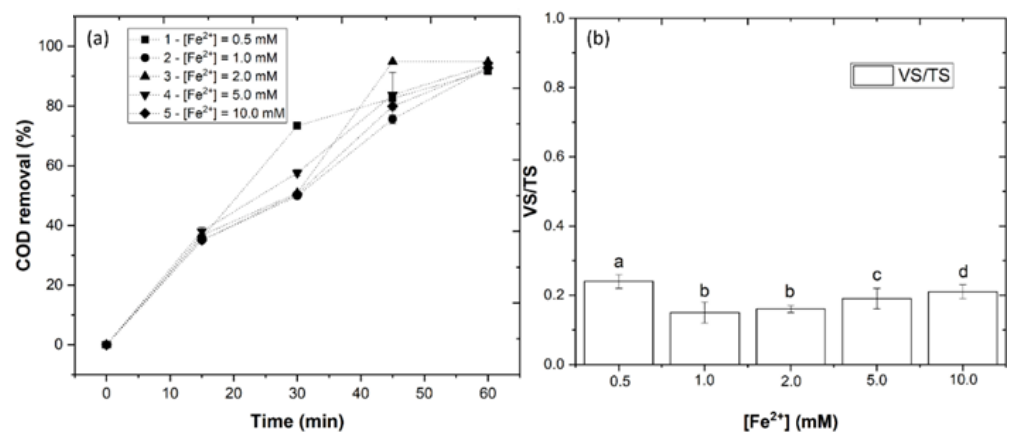 (a)
1 - [Fe²⁺] = 0.5 mM
2 - [Fe²⁺] = 1.0 mM
3 - [Fe²⁺] = 2.0 mM
4 - [Fe²⁺] = 5.0 mM
5 - [Fe²⁺] = 10.0 mM
100
80
60
40
20
0
COD removal (%)
0 10 20 30 40 50 60
Time (min)
(b)
VS/TS
1.0
0.8
0.6
0.4
0.2
0.0
VS/TS
a b b c d
0.5 1.0 2.0 5.0 10.0
[Fe²⁺] (mM)